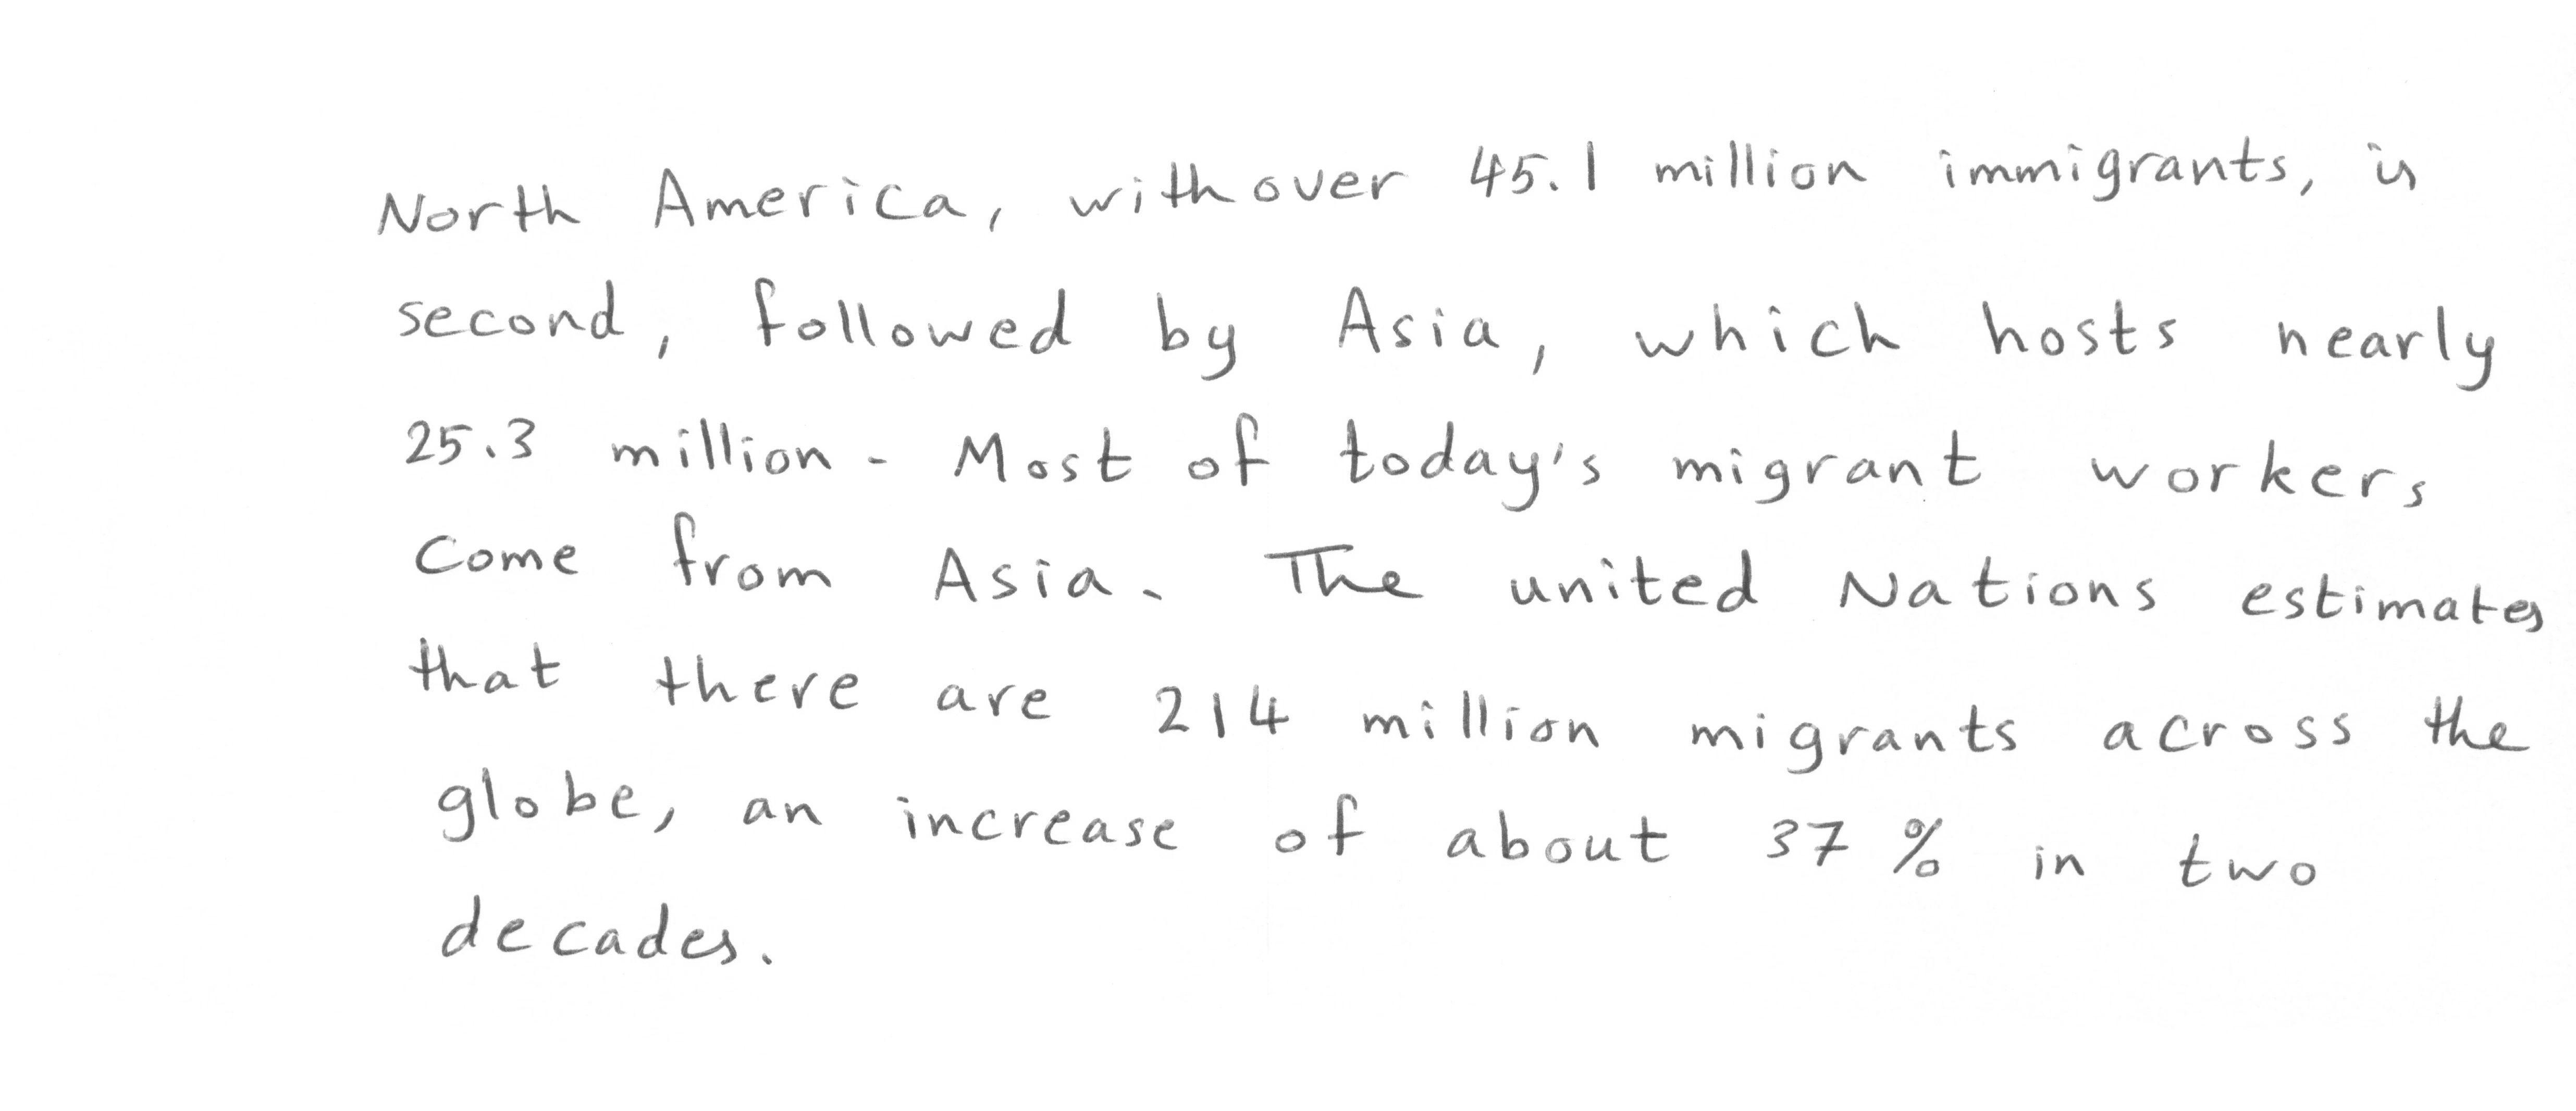 North America, with over 45.1 million immigrants, is
second, followed by Asia, which hosts nearly
25.3 million. Most of today's migrant workers
come from Asia. The united Nations estimates
that there are 214 million migrants across the
globe, an increase of about 37 % in two
decades.